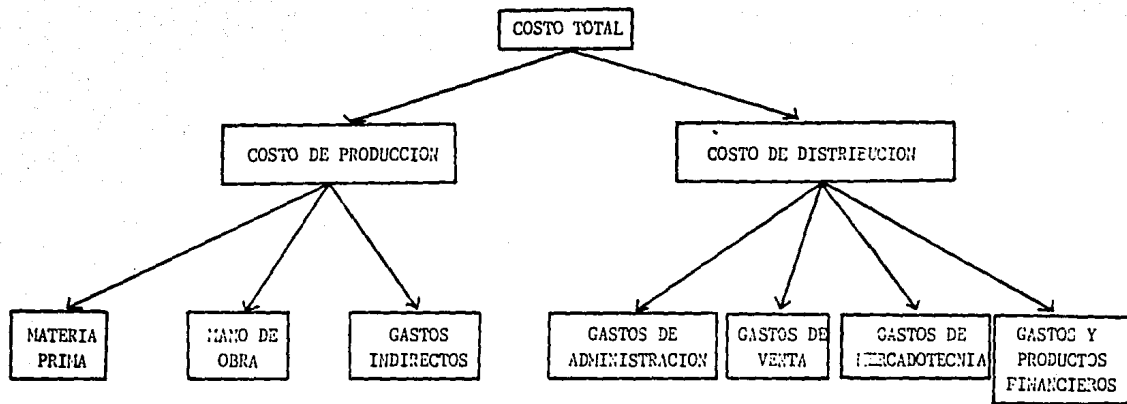 COSTO TOTAL
COSTO DE PRODUCCION
COSTO DE DISTRIBUCION
MATERIA
PRIMA
MANO DE
OBRA
GASTOS
INDIRECTOS
GASTOS DE
ADMINISTRACION
GASTOS DE
VENTA
GASTOS DE
MERCADOTECNIA
GASTOS Y
PRODUCTOS
FINANCIEROS